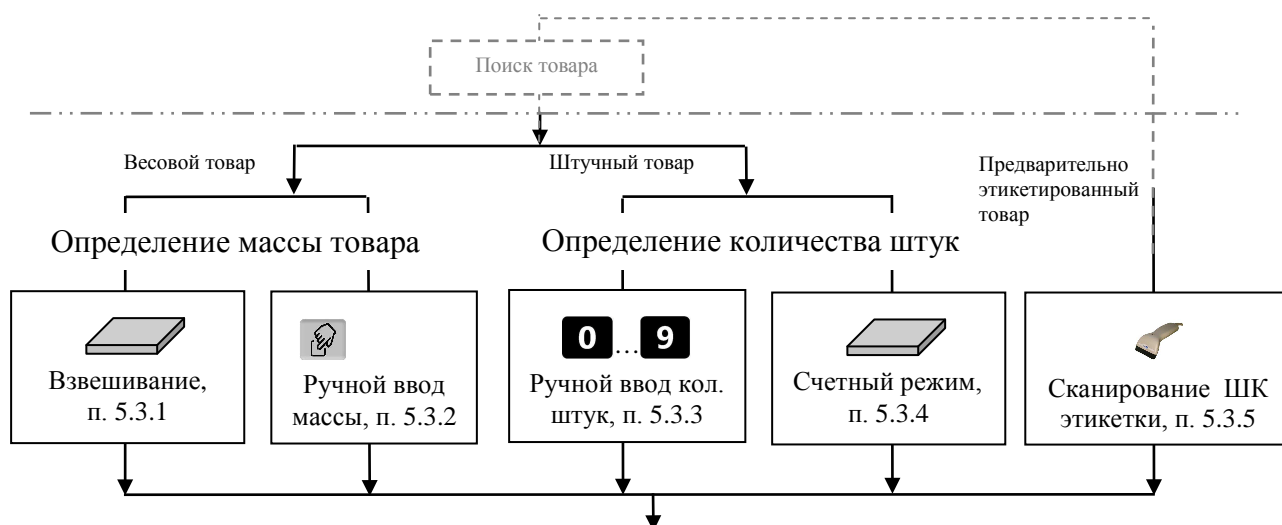 Поиск товара
Весовой товар
Штучный товар
Предварительно
этикетированный
товар
Определение массы товара
Определение количества штук
0...9
Взвешивание,
п. 5.3.1
Ручной ввод
массы, п. 5.3.2
Ручной ввод кол.
штук, п. 5.3.3
Счетный режим,
п. 5.3.4
Сканирование ШК
этикетки, п. 5.3.5